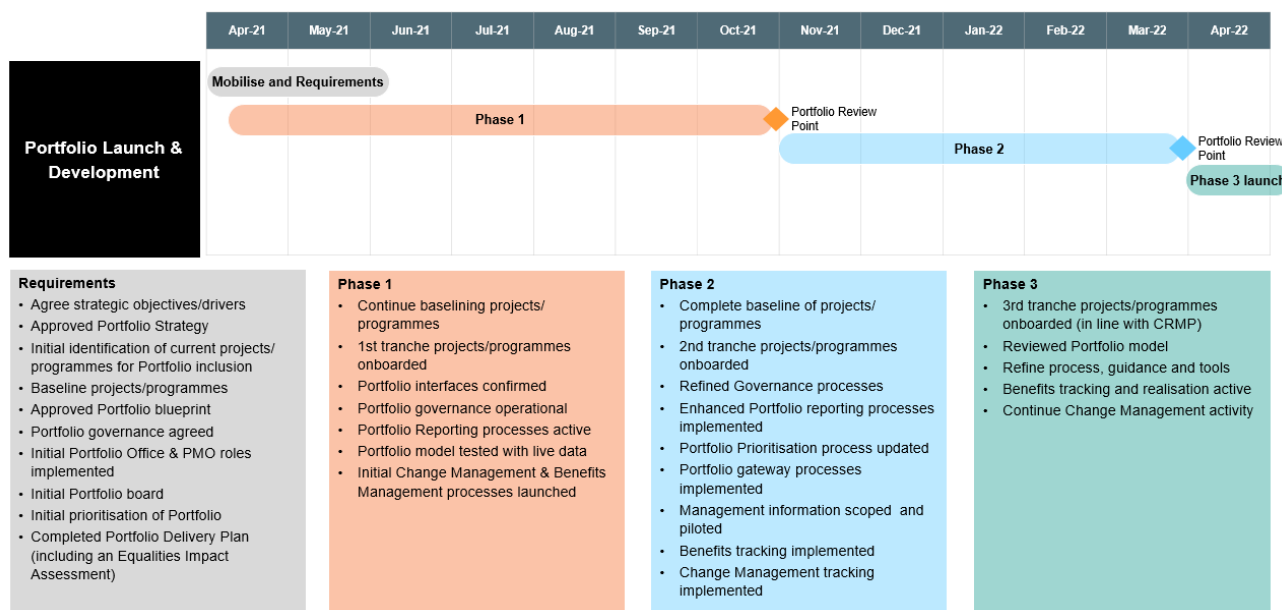 Apr-21 May-21 Jun-21 Jul-21 Aug-21 Sep-21 Oct-21 Nov-21 Dec-21 Jan-22 Feb-22 Mar-22 Apr-22
Portfolio Launch &
Development
Mobilise and Requirements
Phase 1
Portfolio Review
Point
Phase 2
Portfolio Review
Point
Phase 3 launch
Requirements
• Agree strategic objectives/drivers
• Approved Portfolio Strategy
• Initial identification of current projects/
programmes for Portfolio inclusion
• Baseline projects/programmes
• Approved Portfolio blueprint
• Portfolio governance agreed
• Initial Portfolio Office & PMO roles
implemented
• Initial Portfolio board
• Initial prioritisation of Portfolio
• Completed Portfolio Delivery Plan
(including an Equalities Impact
Assessment)
Phase 1
• Continue baselining projects/
programmes
• 1st tranche projects/programmes
onboarded
• Portfolio interfaces confirmed
• Portfolio governance operational
• Portfolio Reporting processes active
• Portfolio model tested with live data
• Initial Change Management & Benefits
Management processes launched
Phase 2
• Complete baseline of projects/
programmes
• 2nd tranche projects/programmes
onboarded
• Refined Governance processes
• Enhanced Portfolio reporting processes
implemented
• Portfolio Prioritisation process updated
• Portfolio gateway processes
implemented
• Management information scoped and
piloted
• Benefits tracking implemented
• Change Management tracking
implemented
Phase 3
• 3rd tranche projects/programmes
onboarded (in line with CRMP)
• Reviewed Portfolio model
• Refine process, guidance and tools
• Benefits tracking and realisation active
• Continue Change Management activity